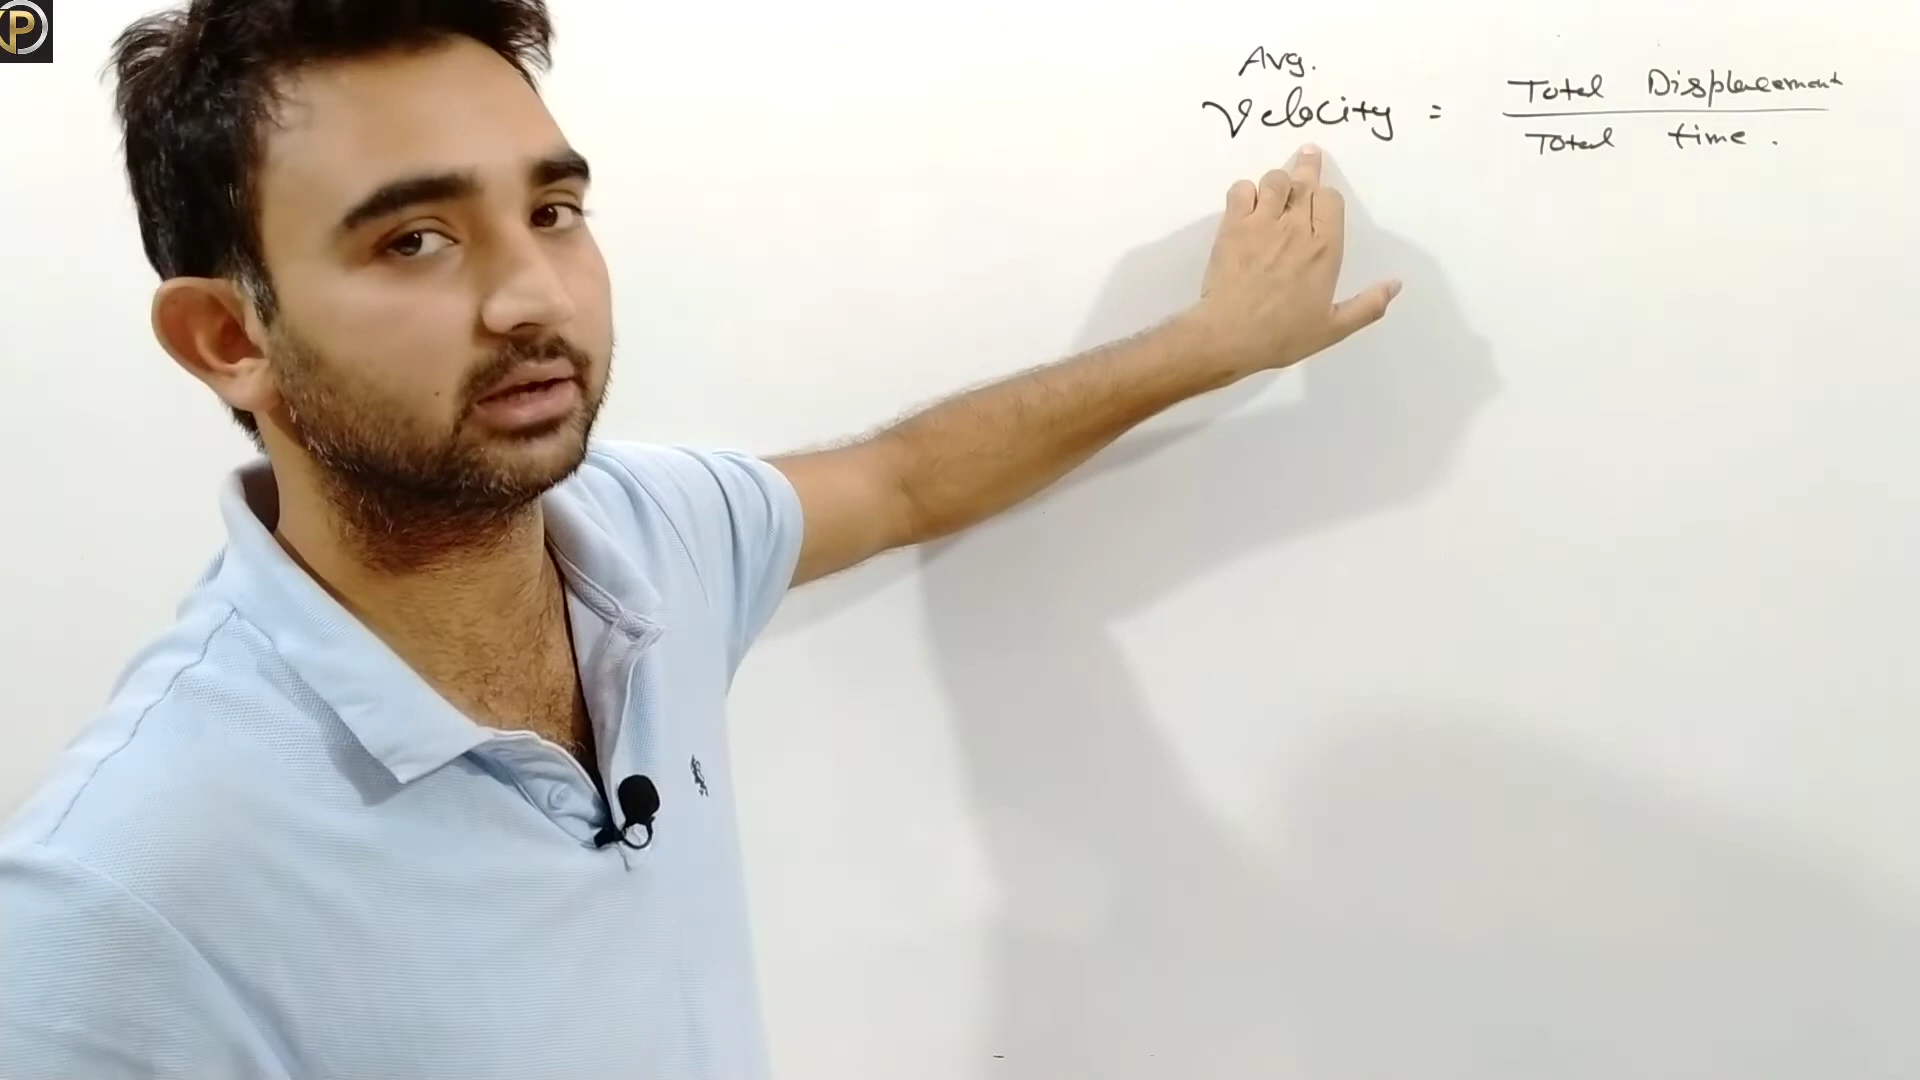 Avg.
Velocity = Total Displacement
Total time.
P